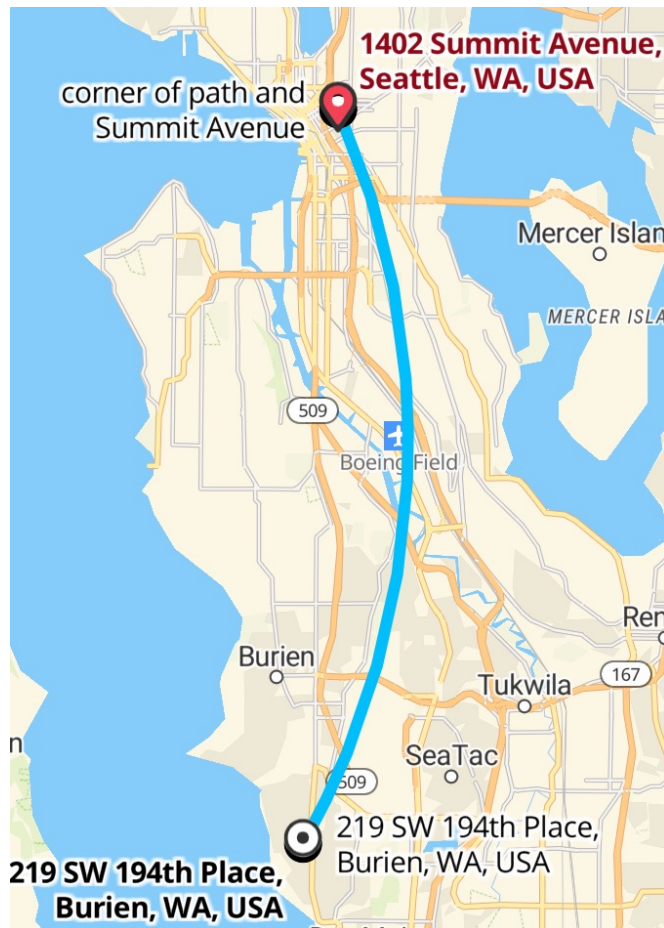 1402 Summit Avenue,
Seattle, WA, USA
corner of path and
Summit Avenue
Mercer Islan
MERCER ISLA
509
Boeing Field
Burien
Ren
167
Tukwila
n
SeaTac
509
219 SW 194th Place,
Burien, WA, USA
219 SW 194th Place,
Burien, WA, USA